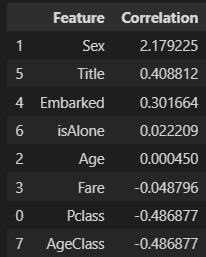 Feature Correlation
1 Sex 2.179225
5 Title 0.408812
4 Embarked 0.301664
6 isAlone 0.022209
2 Age 0.000450
3 Fare -0.048796
0 Pclass -0.486877
7 AgeClass -0.486877